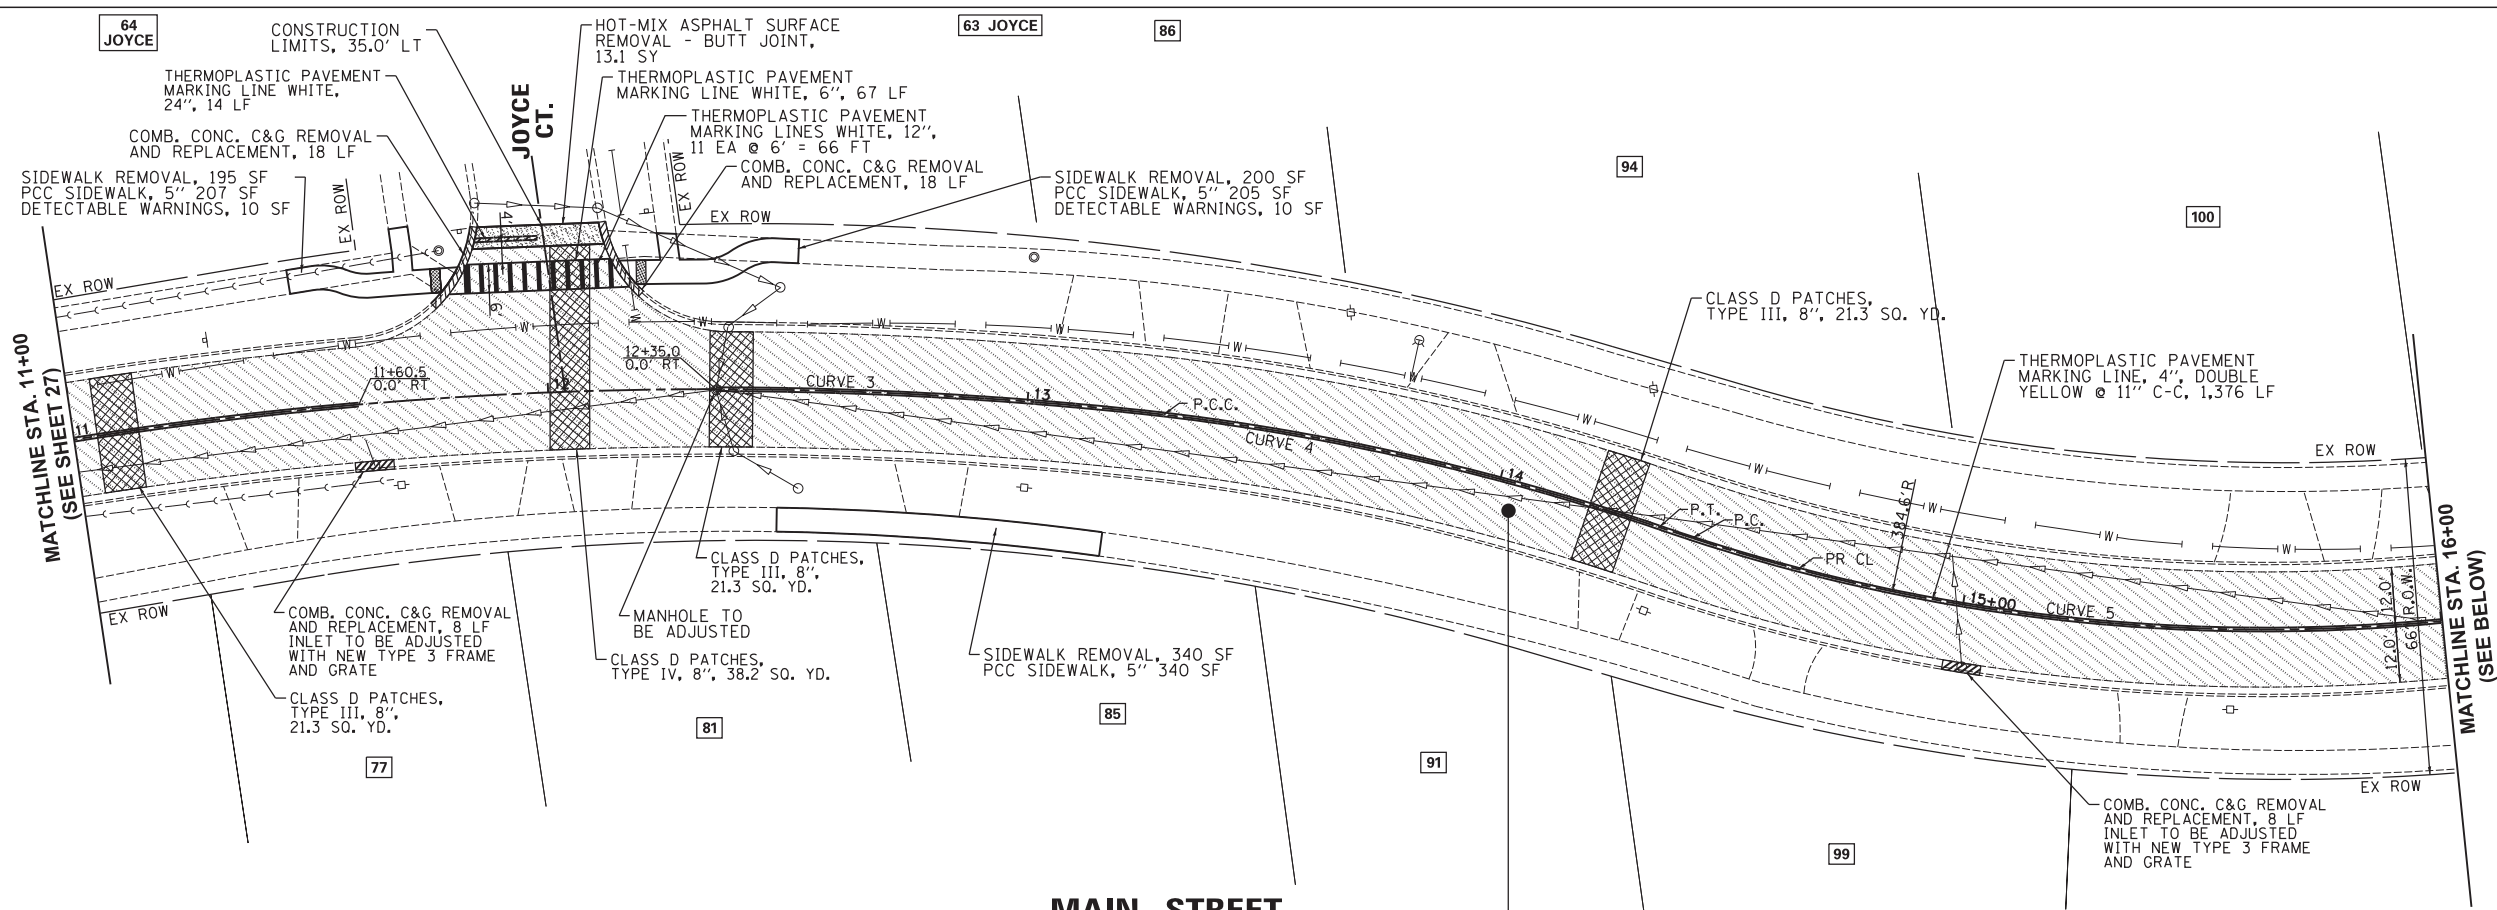 64
JOYCE
CONSTRUCTION
LIMITS, 35.0' LT
HOT-MIX ASPHALT SURFACE
REMOVAL - BUTT JOINT,
13.1 SY
63 JOYCE
86
THERMOPLASTIC PAVEMENT
MARKING LINE WHITE,
24", 14 LF
JOYCE
CT.
THERMOPLASTIC PAVEMENT
MARKING LINE WHITE, 6", 67 LF
THERMOPLASTIC PAVEMENT
MARKING LINES WHITE, 12",
11 EA @ 6' = 66 FT
COMB. CONC. C&G REMOVAL
AND REPLACEMENT, 18 LF
COMB. CONC. C&G REMOVAL
AND REPLACEMENT, 18 LF
SIDEWALK REMOVAL, 195 SF
PCC SIDEWALK, 5" 207 SF
DETECTABLE WARNINGS, 10 SF
SIDEWALK REMOVAL, 200 SF
PCC SIDEWALK, 5" 205 SF
DETECTABLE WARNINGS, 10 SF
94
100
EX ROW
EX ROW
EX ROW
EX ROW
4'
6'
CLASS D PATCHES,
TYPE III, 8", 21.3 SQ. YD.
THERMOPLASTIC PAVEMENT
MARKING LINE, 4", DOUBLE
YELLOW @ 11" C-C, 1,376 LF
MATCHLINE STA. 11+00
(SEE SHEET 27)
W W W W W W W W W W W W W W W W
11
11+60.5
0.0' RT
12
12+35.0
0.0' RT
CURVE 3
13
P.C.C.
CURVE 4
14
P.T.
P.C.
PR CL
384.6'R
15+00
CURVE 5
12.0'
12.0'
66' R.O.W.
EX ROW
MATCHLINE STA. 16+00
(SEE BELOW)
EX ROW
EX ROW
COMB. CONC. C&G REMOVAL
AND REPLACEMENT, 8 LF
INLET TO BE ADJUSTED
WITH NEW TYPE 3 FRAME
AND GRATE
CLASS D PATCHES,
TYPE III, 8",
21.3 SQ. YD.
CLASS D PATCHES,
TYPE III, 8",
21.3 SQ. YD.
MANHOLE TO
BE ADJUSTED
CLASS D PATCHES,
TYPE IV, 8", 38.2 SQ. YD.
SIDEWALK REMOVAL, 340 SF
PCC SIDEWALK, 5" 340 SF
77
81
85
91
99
COMB. CONC. C&G REMOVAL
AND REPLACEMENT, 8 LF
INLET TO BE ADJUSTED
WITH NEW TYPE 3 FRAME
AND GRATE
MAIN STREET